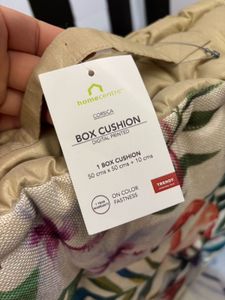 homecentre
CORSICA
BOX CUSHION
DIGITAL PRINTED
1 BOX CUSHION
50 cms x 50 cms + 10 cms
ON COLOR
FASTNESS
TRENDY